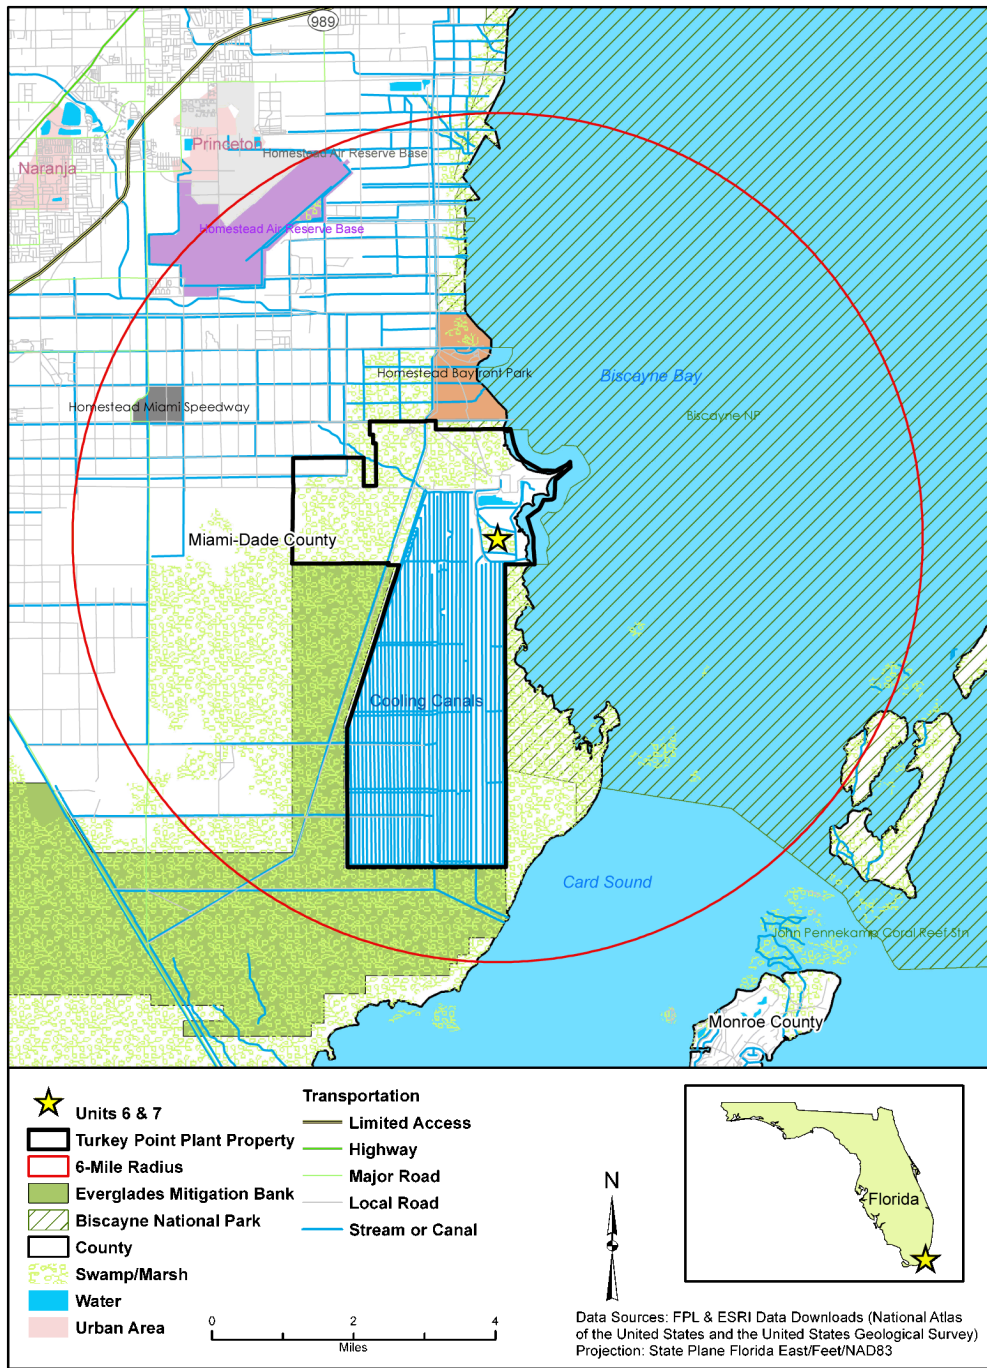 989
Princeton
Homestead Air Reserve Base
Naranja
Homestead Air Reserve Base
Homestead Bayfront Park
Biscayne Bay
Homestead Miami Speedway
Biscayne NP
Miami-Dade County
Cooling Canals
Card Sound
John Pennekamp Coral Reef Stn
Monroe County
Units 6 & 7
Turkey Point Plant Property
6-Mile Radius
Everglades Mitigation Bank
Biscayne National Park
County
Swamp/Marsh
Water
Urban Area
Transportation
Limited Access
Highway
Major Road
Local Road
Stream or Canal
0 2 4
Miles
N
Florida
Data Sources: FPL & ESRI Data Downloads (National Atlas
of the United States and the United States Geological Survey)
Projection: State Plane Florida East/Feet/NAD83